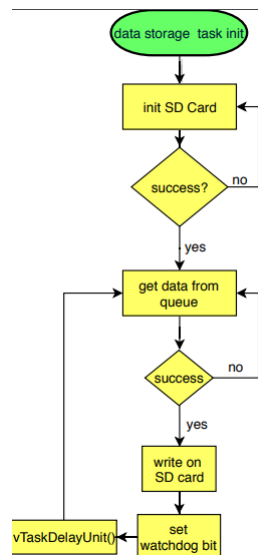 data storage task init
init SD Card
success?
no
yes
get data from
queue
success
no
yes
write on
SD card
set
watchdog bit
vTaskDelayUnit()